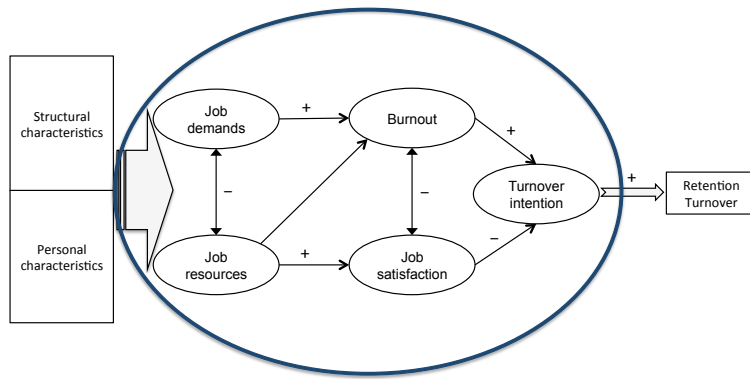 Structural
characteristics
Personal
characteristics
Job
demands
+
Burnout
+
−
−
Turnover
intention
+
Retention
Turnover
Job
resources
+
Job
satisfaction
−